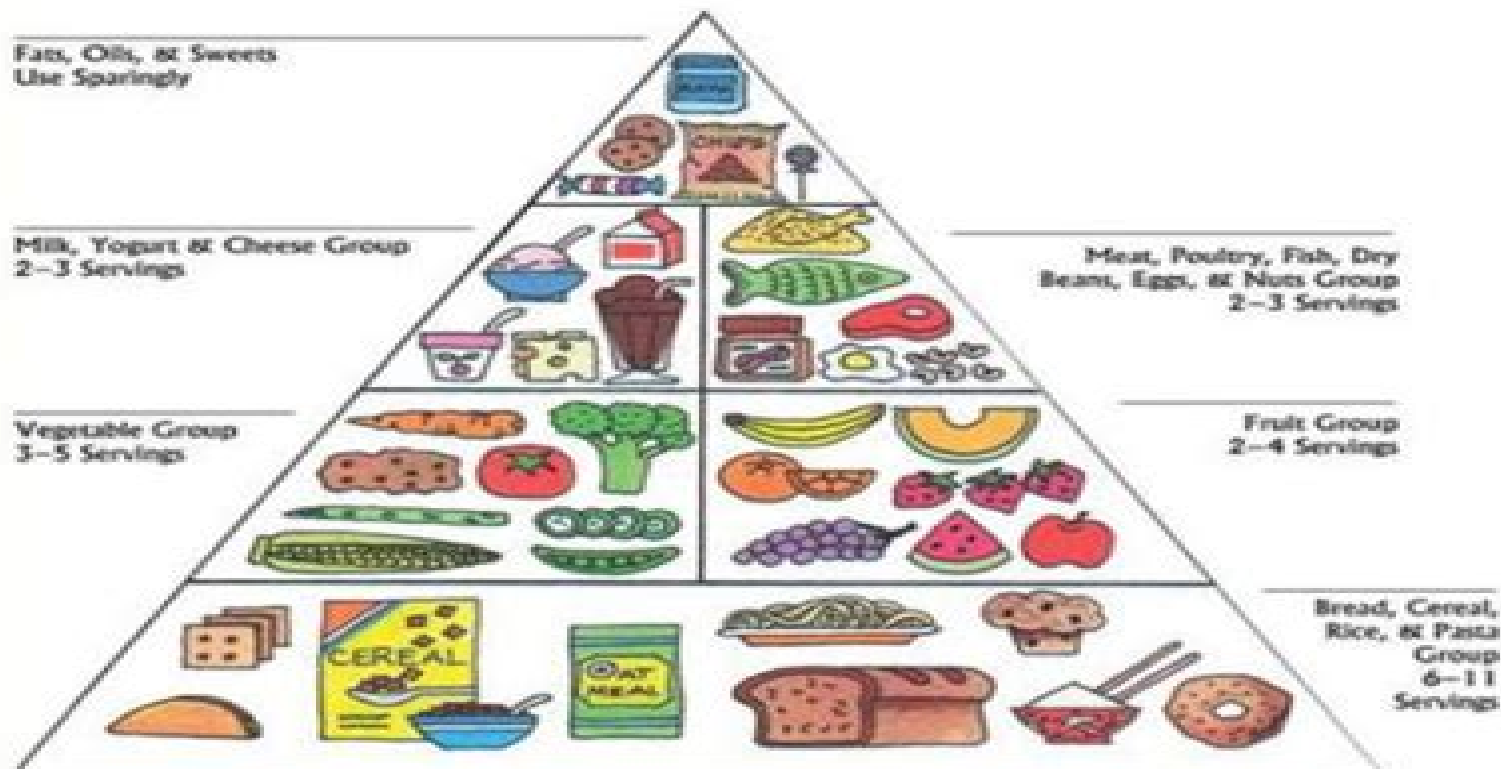 Fats, Oils, & Sweets
Use Sparingly
CHIPS
Milk, Yogurt & Cheese Group
2–3 Servings
Meat, Poultry, Fish, Dry
Beans, Eggs, & Nuts Group
2–3 Servings
Vegetable Group
3–5 Servings
Fruit Group
2–4 Servings
Bread, Cereal,
Rice, & Pasta
Group
6–11
Servings
CEREAL
OAT
MEAL